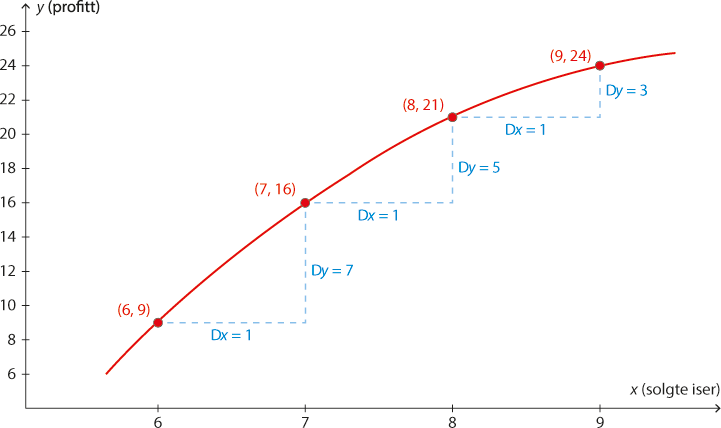 y (profitt)
26
24
22
20
18
16
14
12
10
8
6
(9, 24)
Dy = 3
(8, 21)
Dx = 1
Dy = 5
(7, 16)
Dx = 1
Dy = 7
(6, 9)
Dx = 1
x (solgte iser)
6 7 8 9